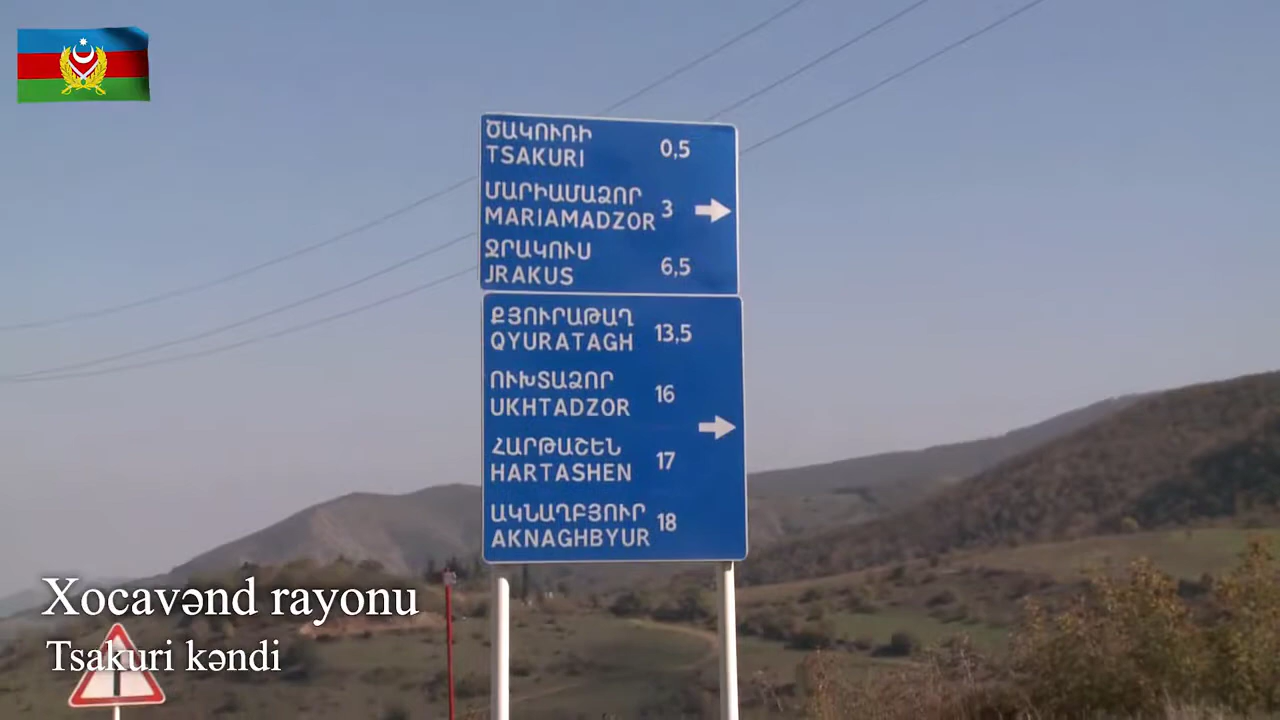 ԾԱԿՈՒՌԻ
TSAKURI
0,5
ՄԱՐԻԱՄԱՁՈՐ
MARIAMADZOR
3
ՋՐԱԿՈՒՍ
JRAKUS
6,5
ՔՅՈՒՐԱԹԱՂ
QYURATAGH
13,5
ՈՒԽՏԱՁՈՐ
UKHTADZOR
16
ՀԱՐԹԱՇԵՆ
HARTASHEN
17
ԱԿՆԱՂԲՅՈՒՐ
AKNAGHBYUR
18
Xocavənd rayonu
Tsakuri kəndi